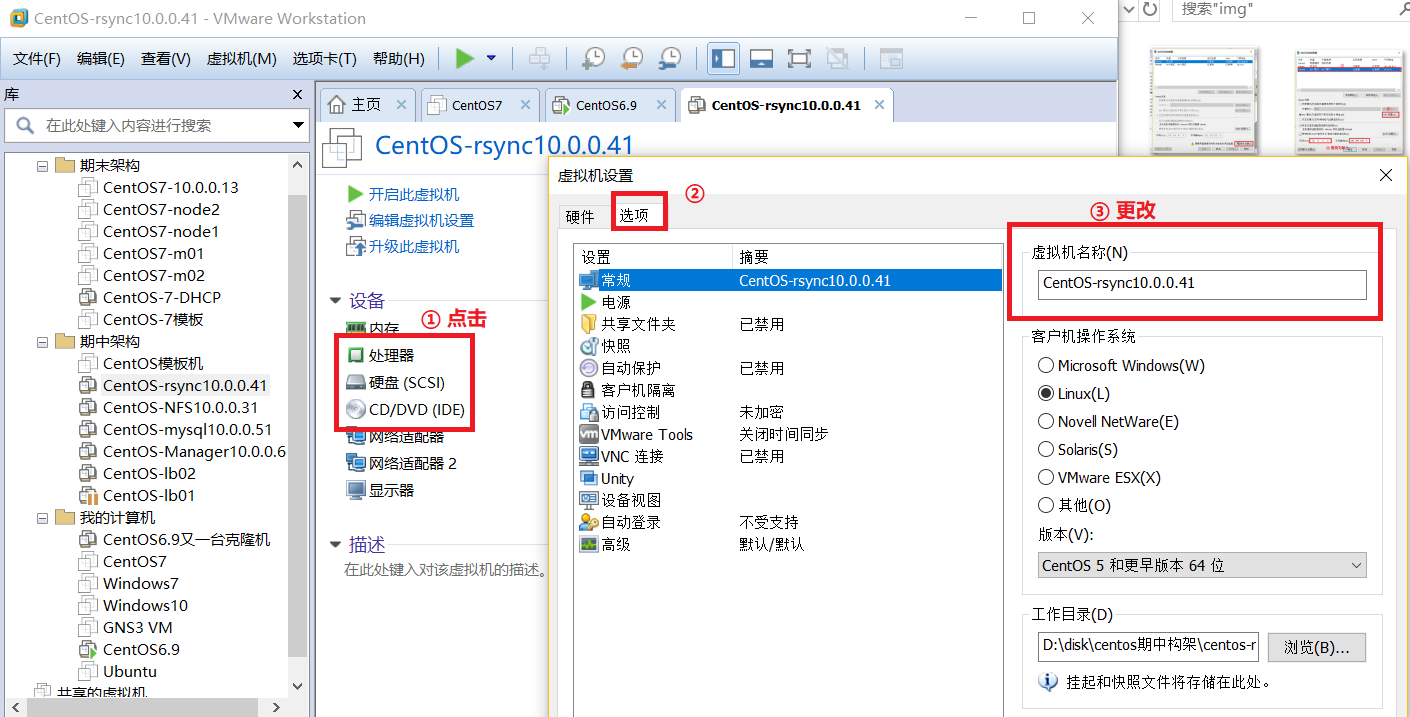 CentOS-rsync10.0.0.41 - VMware Workstation
搜索"img"
文件(F) 编辑(E) 查看(V) 虚拟机(M) 选项卡(T) 帮助(H)
库
在此处键入内容进行搜索
主页 CentOS7 CentOS6.9 CentOS-rsync10.0.0.41
期末架构
CentOS7-10.0.0.13
CentOS7-node2
CentOS7-node1
CentOS7-m01
CentOS7-m02
CentOS-7-DHCP
CentOS-7模板
期中架构
CentOS模板机
CentOS-rsync10.0.0.41
CentOS-NFS10.0.0.31
CentOS-mysql10.0.0.51
CentOS-Manager10.0.0.6
CentOS-lb02
CentOS-lb01
我的计算机
CentOS6.9又一台克隆机
CentOS7
Windows7
Windows10
GNS3 VM
CentOS6.9
Ubuntu
共享的虚拟机
CentOS-rsync10.0.0.41
开启此虚拟机
编辑虚拟机设置
升级此虚拟机
设备
① 点击
内存
处理器
硬盘 (SCSI)
CD/DVD (IDE)
网络适配器
网络适配器 2
显示器
描述
在此处键入对该虚拟机的描述。
虚拟机设置
硬件 选项
②
设置 摘要
常规 CentOS-rsync10.0.0.41
电源
共享文件夹 已禁用
快照
自动保护 已禁用
客户机隔离
访问控制 未加密
VMware Tools 关闭时间同步
VNC 连接 已禁用
Unity
设备视图
自动登录 不受支持
高级 默认/默认
③ 更改
虚拟机名称(N)
CentOS-rsync10.0.0.41
客户机操作系统
Microsoft Windows(W)
Linux(L)
Novell NetWare(E)
Solaris(S)
VMware ESX(X)
其他(O)
版本(V):
CentOS 5 和更早版本 64 位
工作目录(D)
D:\disk\centos期中构架\centos-r 浏览(B)...
挂起和快照文件将存储在此处。